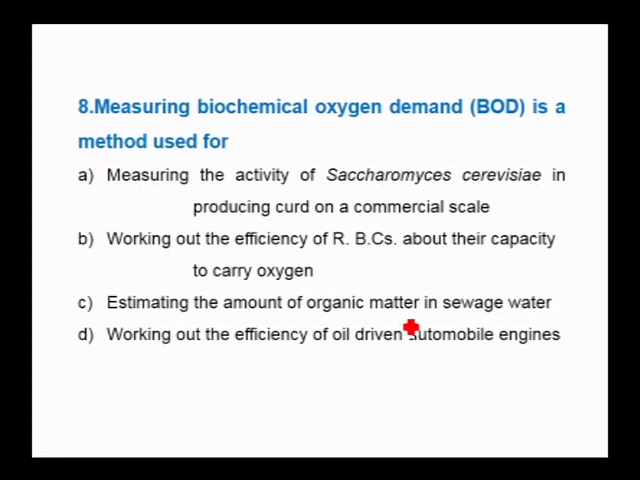 8.Measuring biochemical oxygen demand (BOD) is a
method used for
a) Measuring the activity of Saccharomyces cerevisiae in
producing curd on a commercial scale
b) Working out the efficiency of R. B.Cs. about their capacity
to carry oxygen
c) Estimating the amount of organic matter in sewage water
d) Working out the efficiency of oil driven automobile engines